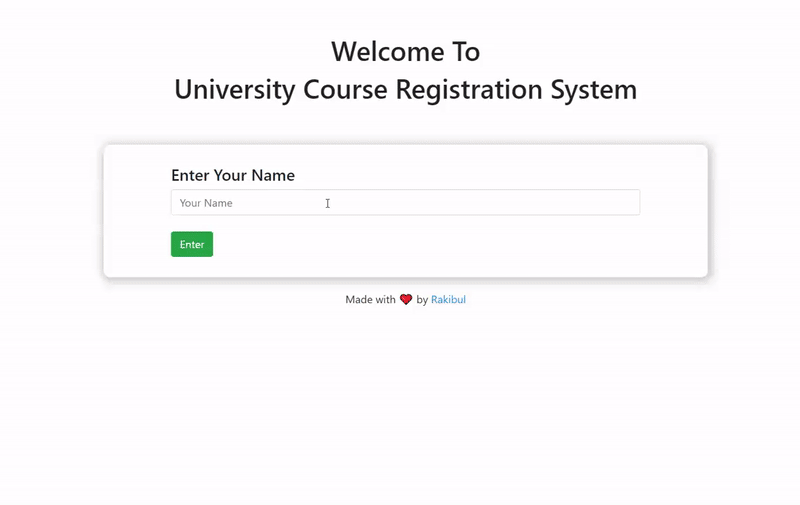 Welcome To
University Course Registration System
Enter Your Name
Your Name
Enter
Made with ❤ by Rakibul